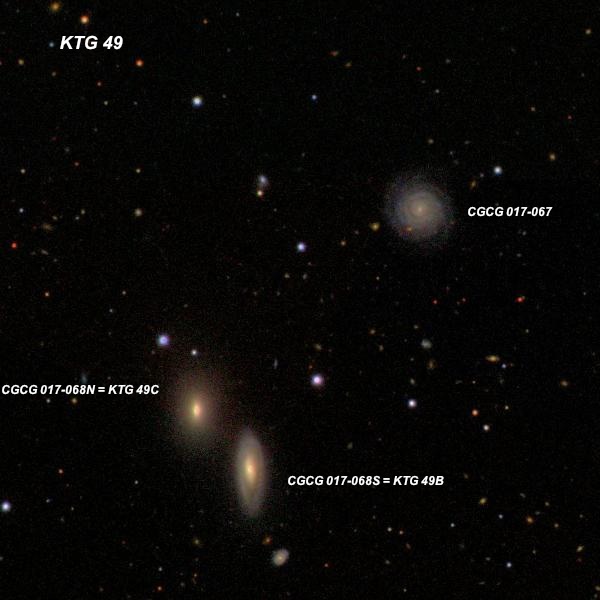 KTG 49
CGCG 017-067
CGCG 017-068N = KTG 49C
CGCG 017-068S = KTG 49B